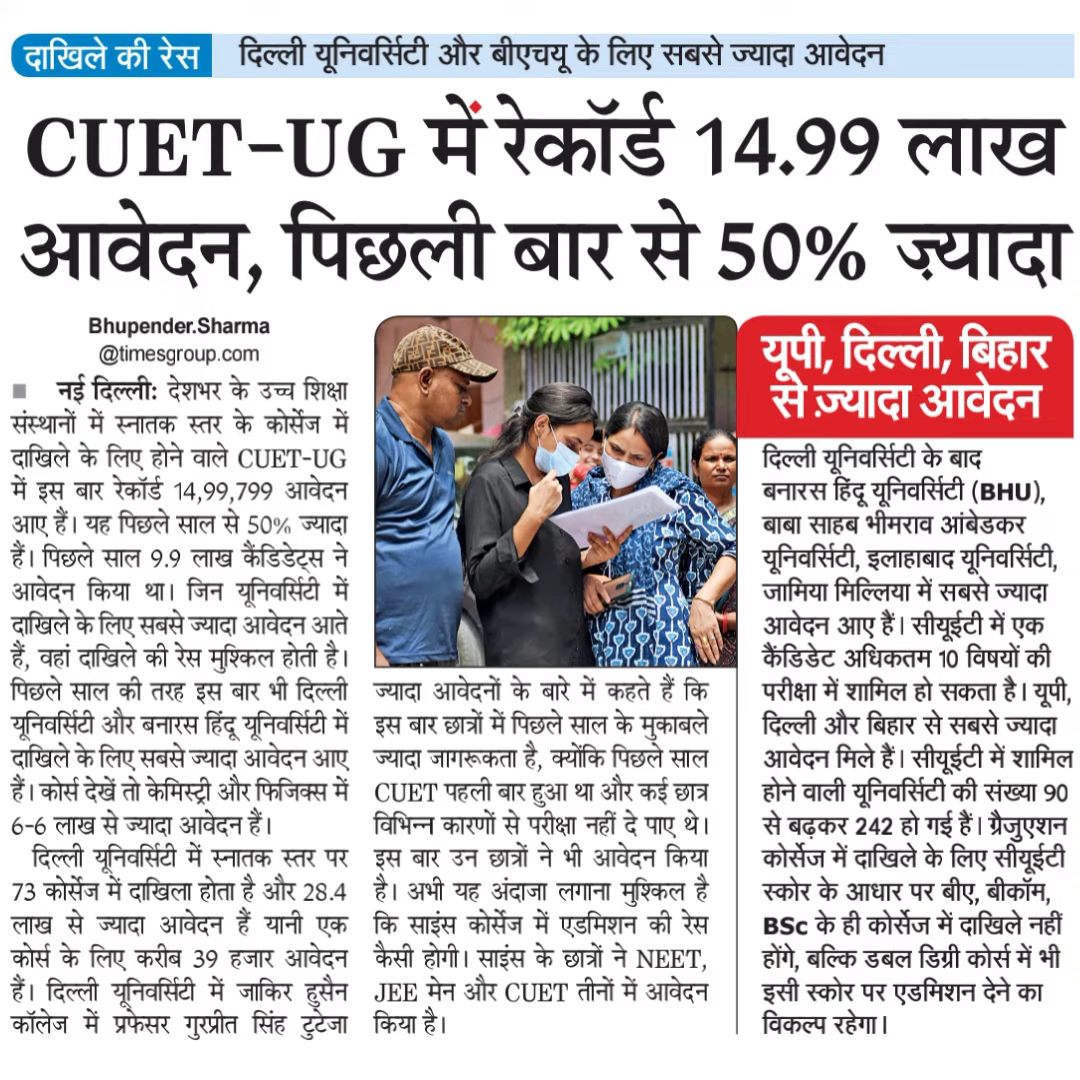 दाखिले की रेस
दिल्ली यूनिवर्सिटी और बीएचयू के लिए सबसे ज्यादा आवेदन
CUET-UG में रेकॉर्ड 14.99 लाख
आवेदन, पिछली बार से 50% ज़्यादा
Bhupender.Sharma
@timesgroup.com
नई दिल्ली: देशभर के उच्च शिक्षा
संस्थानों में स्नातक स्तर के कोर्सेज में
दाखिले के लिए होने वाले CUET-UG
में इस बार रेकॉर्ड 14,99,799 आवेदन
आए हैं। यह पिछले साल से 50% ज्यादा
हैं। पिछले साल 9.9 लाख कैंडिडेट्स ने
आवेदन किया था। जिन यूनिवर्सिटी में
दाखिले के लिए सबसे ज्यादा आवेदन आते
हैं, वहां दाखिले की रेस मुश्किल होती है।
पिछले साल की तरह इस बार भी दिल्ली
यूनिवर्सिटी और बनारस हिंदू यूनिवर्सिटी में
दाखिले के लिए सबसे ज्यादा आवेदन आए
हैं। कोर्स देखें तो केमिस्ट्री और फिजिक्स में
6-6 लाख से ज्यादा आवेदन हैं।
दिल्ली यूनिवर्सिटी में स्नातक स्तर पर
73 कोर्सेज में दाखिला होता है और 28.4
लाख से ज्यादा आवेदन हैं यानी एक
कोर्स के लिए करीब 39 हजार आवेदन
हैं। दिल्ली यूनिवर्सिटी में जाकिर हुसैन
कॉलेज में प्रफेसर गुरप्रीत सिंह टुटेजा
ज्यादा आवेदनों के बारे में कहते हैं कि
इस बार छात्रों में पिछले साल के मुकाबले
ज्यादा जागरूकता है, क्योंकि पिछले साल
CUET पहली बार हुआ था और कई छात्र
विभिन्न कारणों से परीक्षा नहीं दे पाए थे।
इस बार उन छात्रों ने भी आवेदन किया
है। अभी यह अंदाजा लगाना मुश्किल है
कि साइंस कोर्सेज में एडमिशन की रेस
कैसी होगी। साइंस के छात्रों ने NEET,
JEE मेन और CUET तीनों में आवेदन
किया है।
यूपी, दिल्ली, बिहार
से ज़्यादा आवेदन
दिल्ली यूनिवर्सिटी के बाद
बनारस हिंदू यूनिवर्सिटी (BHU),
बाबा साहब भीमराव आंबेडकर
यूनिवर्सिटी, इलाहाबाद यूनिवर्सिटी,
जामिया मिल्लिया में सबसे ज्यादा
आवेदन आए हैं। सीयूईटी में एक
कैंडिडेट अधिकतम 10 विषयों की
परीक्षा में शामिल हो सकता है। यूपी,
दिल्ली और बिहार से सबसे ज्यादा
आवेदन मिले हैं। सीयूईटी में शामिल
होने वाली यूनिवर्सिटी की संख्या 90
से बढ़कर 242 हो गई हैं। ग्रैजुएशन
कोर्सेज में दाखिले के लिए सीयूईटी
स्कोर के आधार पर बीए, बीकॉम,
BSc के ही कोर्सेज में दाखिले नहीं
होंगे, बल्कि डबल डिग्री कोर्स में भी
इसी स्कोर पर एडमिशन देने का
विकल्प रहेगा।